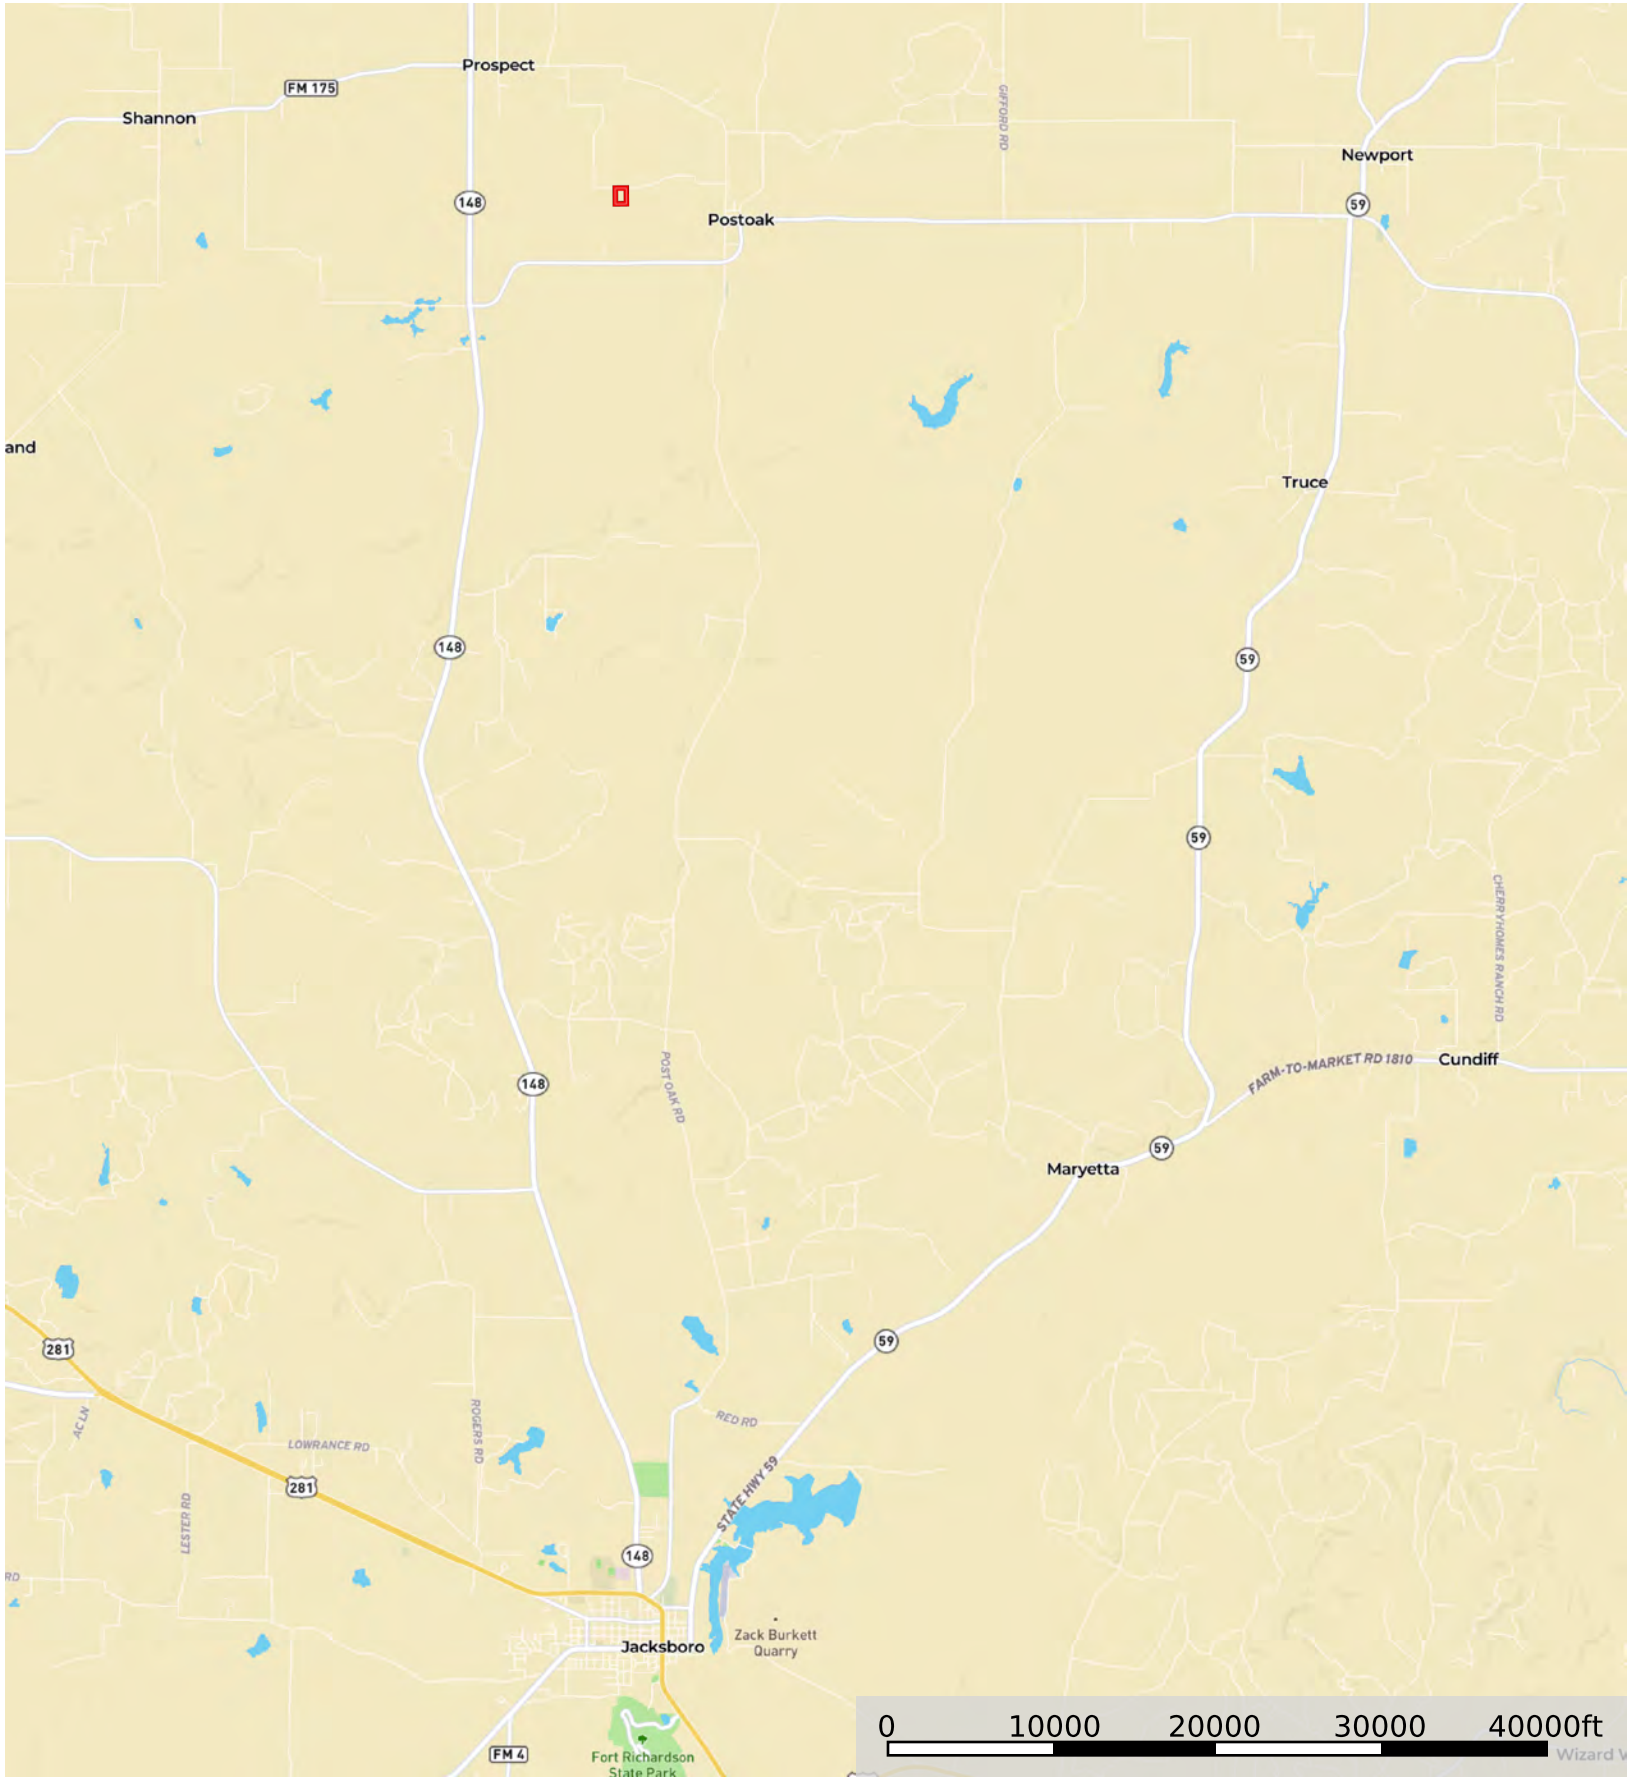 Prospect
FM 175
Shannon
GIFFORD RD
Newport
148
59
Postoak
and
Truce
148
59
59
CHERRYHOMES RANCH RD
148
POST OAK RD
FARM-TO-MARKET RD 1810
Cundiff
59
Maryetta
281
59
AC LN
ROGERS RD
RED RD
LOWRANCE RD
STATE HWY 59
281
LESTER RD
148
RD
Zack Burkett
Quarry
Jacksboro
0 10000 20000 30000 40000ft
FM 4
Fort Richardson
State Park
Wizard W